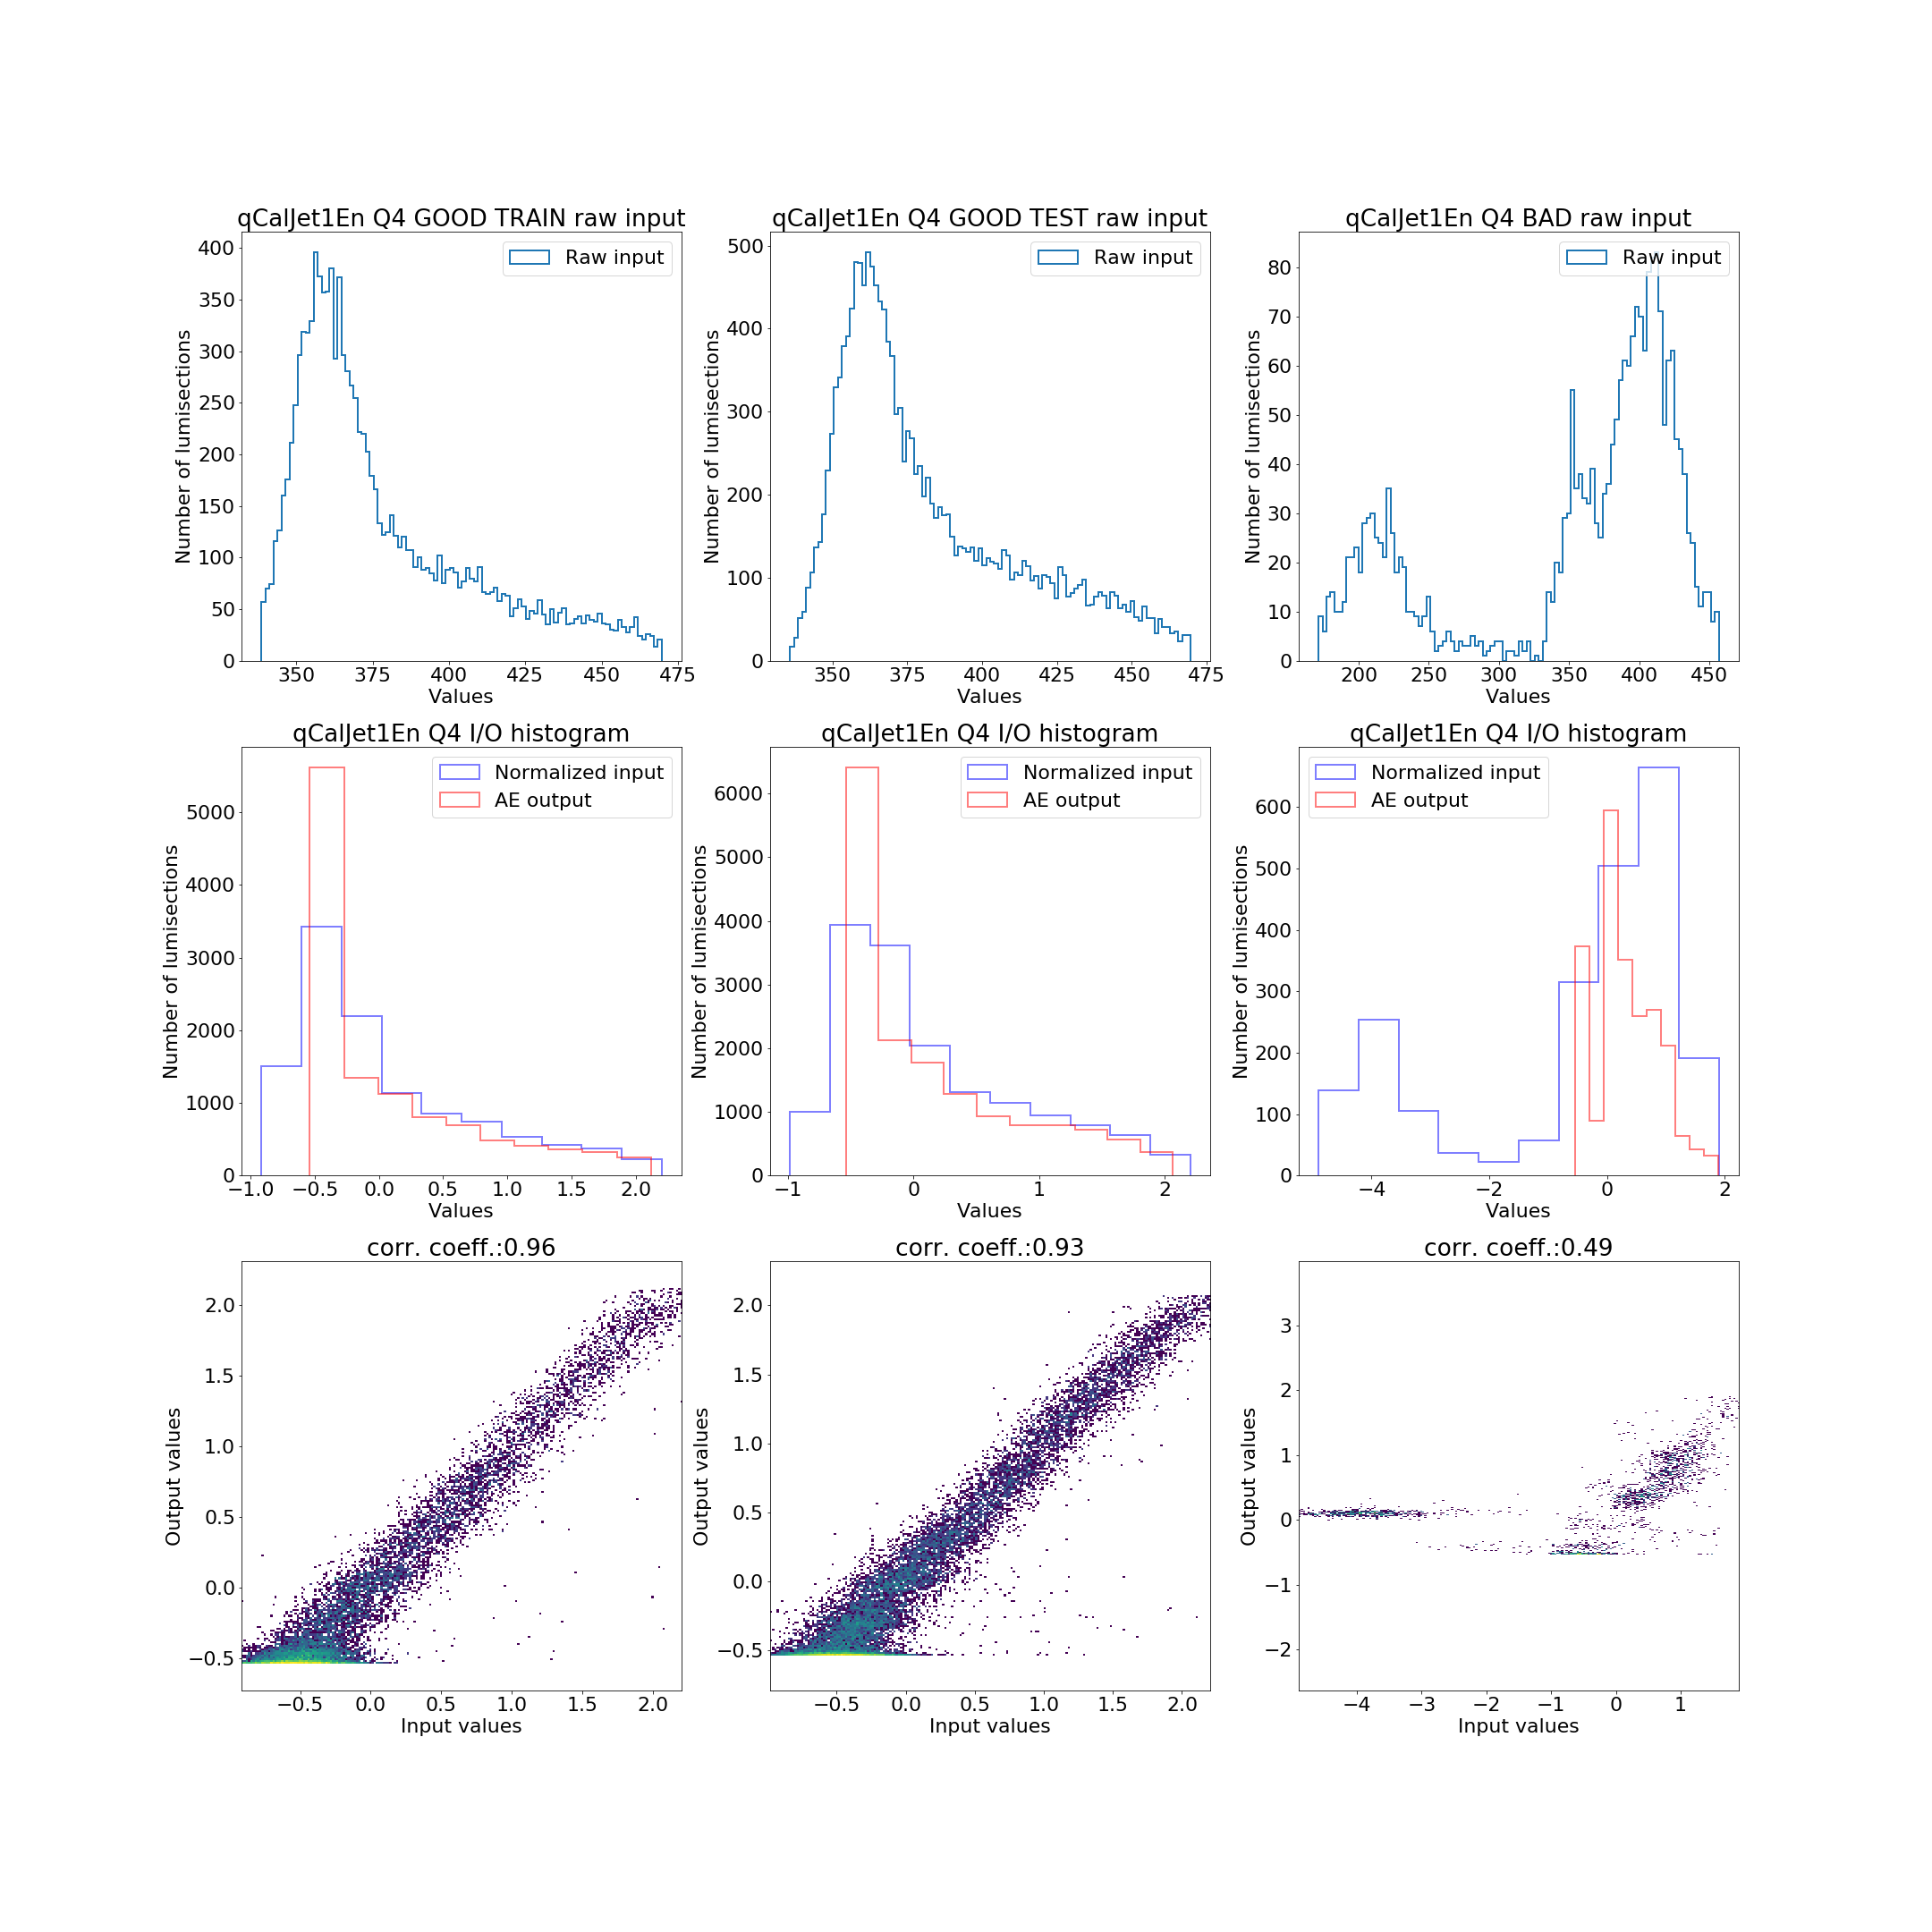 qCalJet1En Q4 GOOD TRAIN raw input
Number of lumisections
400
350
300
250
200
150
100
50
0
Raw input
350 375 400 425 450 475
Values
qCalJet1En Q4 GOOD TEST raw input
Number of lumisections
500
400
300
200
100
0
Raw input
350 375 400 425 450 475
Values
qCalJet1En Q4 BAD raw input
Number of lumisections
80
70
60
50
40
30
20
10
0
Raw input
200 250 300 350 400 450
Values
qCalJet1En Q4 I/O histogram
Number of lumisections
5000
4000
3000
2000
1000
0
Normalized input
AE output
−1.0 −0.5 0.0 0.5 1.0 1.5 2.0
Values
qCalJet1En Q4 I/O histogram
Number of lumisections
6000
5000
4000
3000
2000
1000
0
Normalized input
AE output
−1 0 1 2
Values
qCalJet1En Q4 I/O histogram
Number of lumisections
600
500
400
300
200
100
0
Normalized input
AE output
−4 −2 0 2
Values
corr. coeff.:0.96
Output values
2.0
1.5
1.0
0.5
0.0
−0.5
−0.5 0.0 0.5 1.0 1.5 2.0
Input values
corr. coeff.:0.93
Output values
2.0
1.5
1.0
0.5
0.0
−0.5
−0.5 0.0 0.5 1.0 1.5 2.0
Input values
corr. coeff.:0.49
Output values
3
2
1
0
−1
−2
−4 −3 −2 −1 0 1
Input values